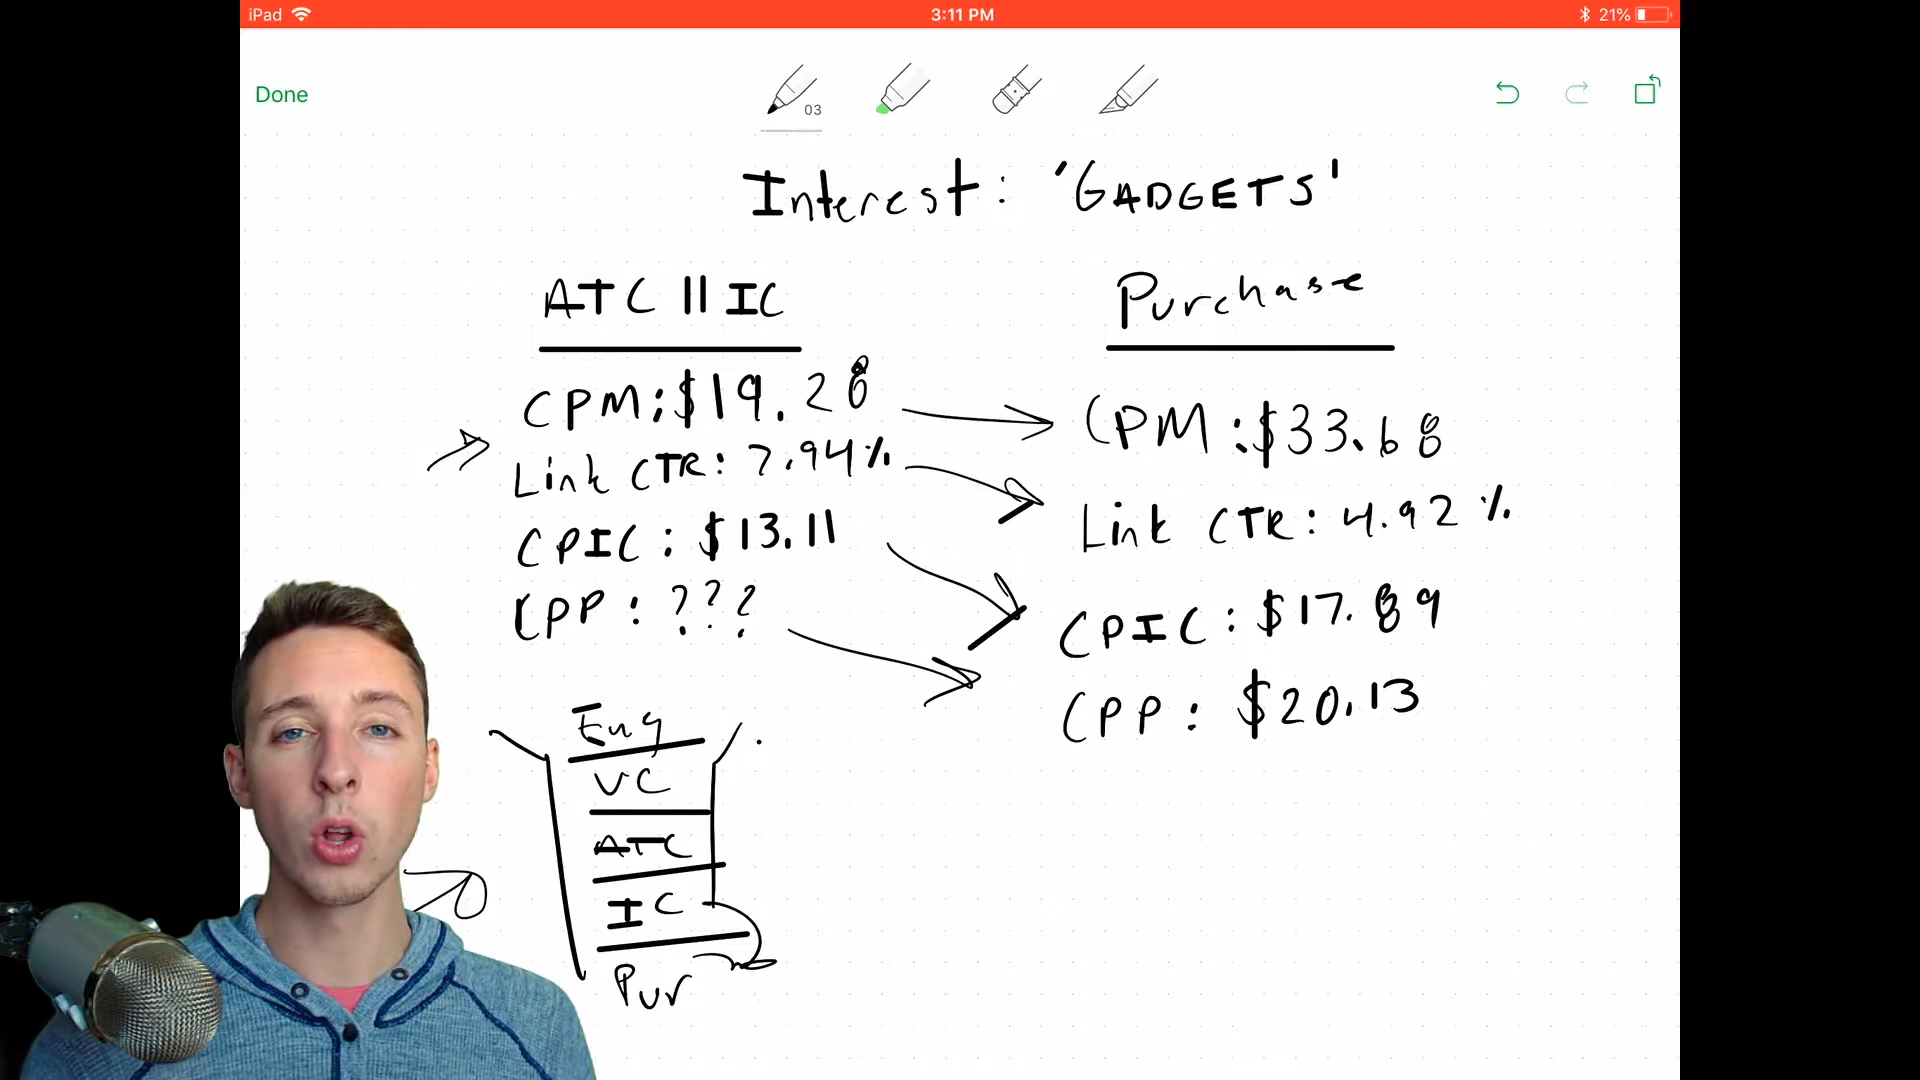 iPad 3:11 PM 21%
Done 03
Interest: 'GADGETS'
ATC || IC
CPM: $19.28
Link CTR: 7.94%
CPIC: $13.11
CPP: ???
Purchase
CPM: $33.68
Link CTR: 4.92%
CPIC: $17.89
CPP: $20.13
Eng
VC
ATC
IC
Pur